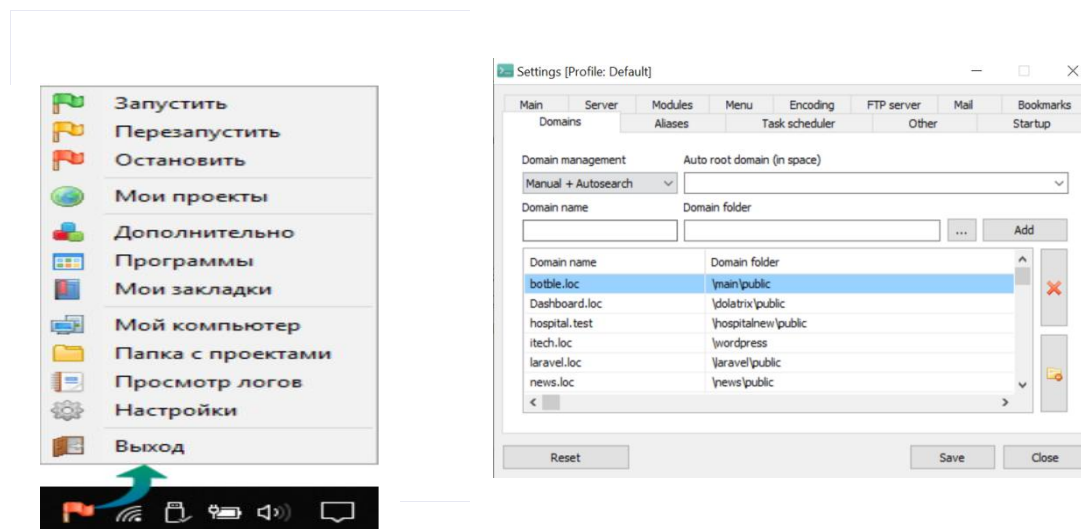 Запустить
Перезапустить
Остановить
Мои проекты
Дополнительно
Программы
Мои закладки
Мой компьютер
Папка с проектами
Просмотр логов
Настройки
Выход
Settings [Profile: Default]
Main Server Modules Menu Encoding FTP server Mail Bookmarks
Domains Aliases Task scheduler Other Startup
Domain management Auto root domain (in space)
Manual + Autosearch
Domain name Domain folder
... Add
Domain name Domain folder
botble.loc \main\public
Dashboard.loc \dolatrix\public
hospital.test \hospitalnew\public
itech.loc \wordpress
laravel.loc \laravel\public
news.loc \news\public
Reset Save Close